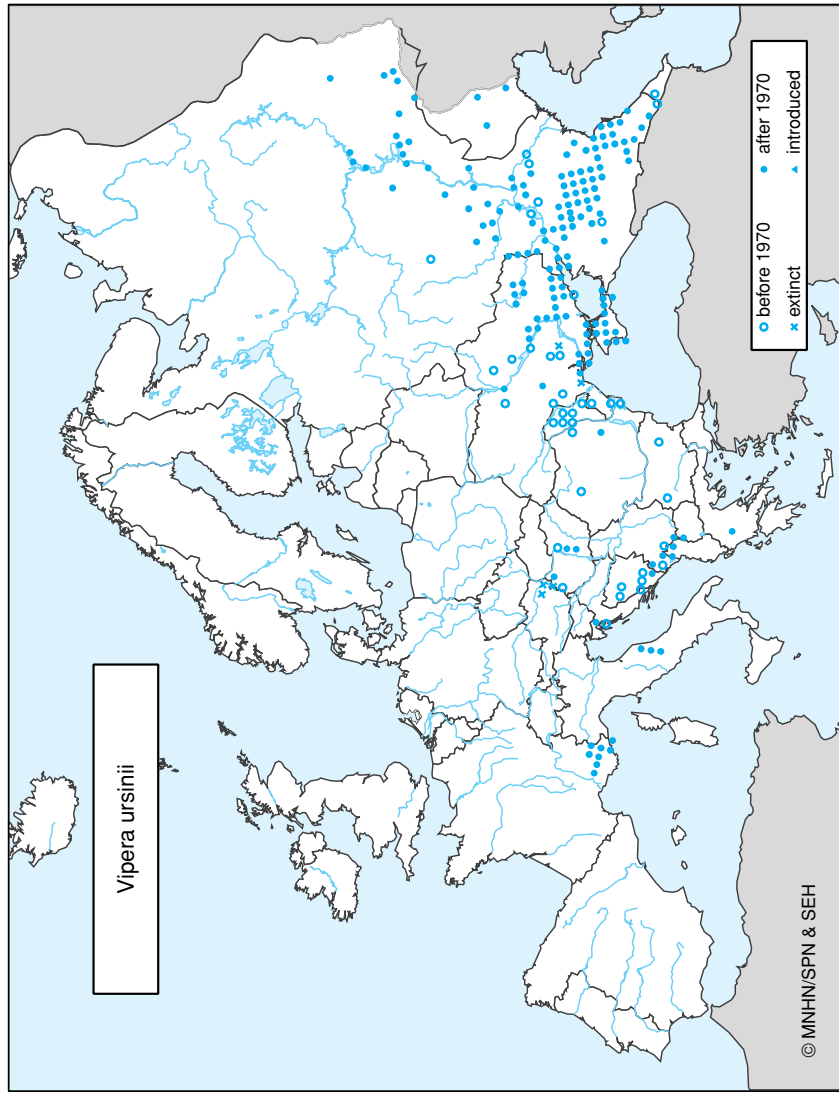 Vipera ursinii
before 1970
after 1970
extinct
introduced
© MNHN/SPN & SEH